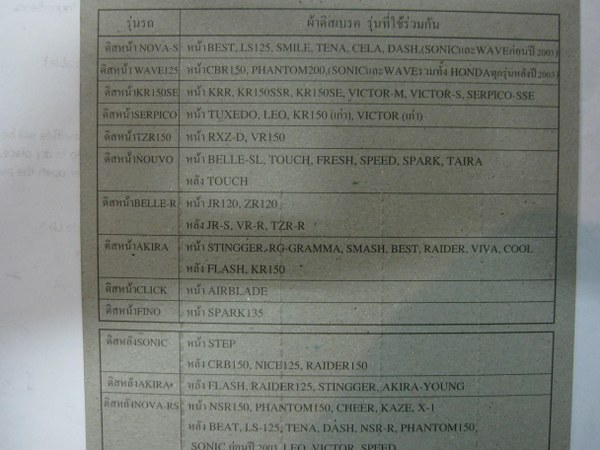 รุ่นรถ ผ้าดิสเบรค รุ่นที่ใช้ร่วมกัน
ดิสหน้า NOVA-S หน้าBEST, LS125, SMILE, TENA, CELA, DASH,(SONICและWAVEก่อนปี2003)
ดิสหน้า WAVE125 หน้าCBR150, PHANTOM200,(SONICและWAVEรวมทั้ง HONDAทุกรุ่นหลังปี2003)
ดิสหน้าKR150SE หน้า KRR, KR150SSR, KR150SE, VICTOR-M, VICTOR-S, SERPICO-SSE
ดิสหน้าSERPICO หน้า TUXEDO, LEO, KR150 (เก่า), VICTOR (เก่า)
ดิสหน้าTZR150 หน้า RXZ-D, VR150
ดิสหน้าNOUVO หน้า BELLE-SL, TOUCH, FRESH, SPEED, SPARK, TAIRA
หลัง TOUCH
ดิสหน้าBELLE-R หน้า JR120, ZR120
หลัง JR-S, VR-R, TZR-R
ดิสหน้าAKIRA หน้า STINGGER, RG-GRAMMA, SMASH, BEST, RAIDER, VIVA, COOL
หลัง FLASH, KR150
ดิสหน้าCLICK หน้า AIRBLADE
ดิสหน้าFINO หน้า SPARK135
ดิสหลังSONIC หน้า STEP
หลัง CRB150, NICE125, RAIDER150
ดิสหลังAKIRA หลัง FLASH, RAIDER125, STINGGER, AKIRA-YOUNG
ดิสหลังNOVA-RS หน้า NSR150, PHANTOM150, CHEER, KAZE, X-1
หลัง BEAT, LS-125, TENA, DASH, NSR-R, PHANTOM150,
SONIC ก่อนปี 2003, LEO, VICTOR, SPEED